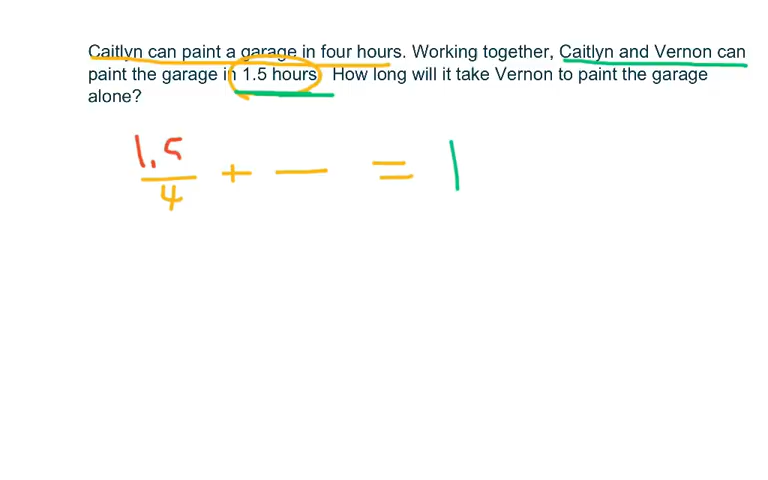 Caitlyn can paint a garage in four hours. Working together, Caitlyn and Vernon can
paint the garage in 1.5 hours. How long will it take Vernon to paint the garage
alone?
1.5
+ — = 1
4